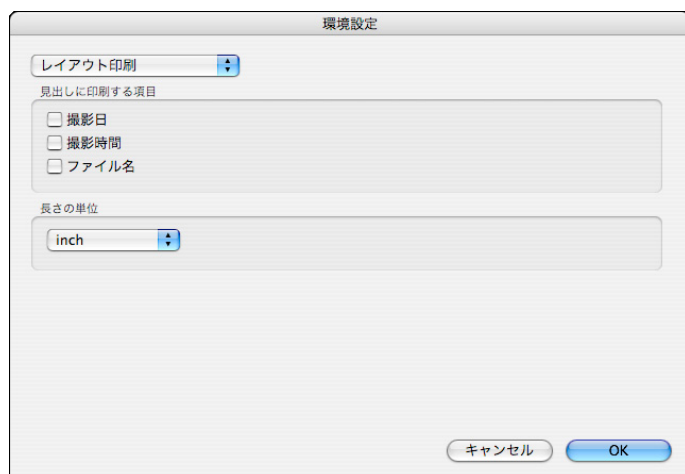 環境設定
レイアウト印刷
見出しに印刷する項目
撮影日
撮影時間
ファイル名
長さの単位
inch
キャンセル OK